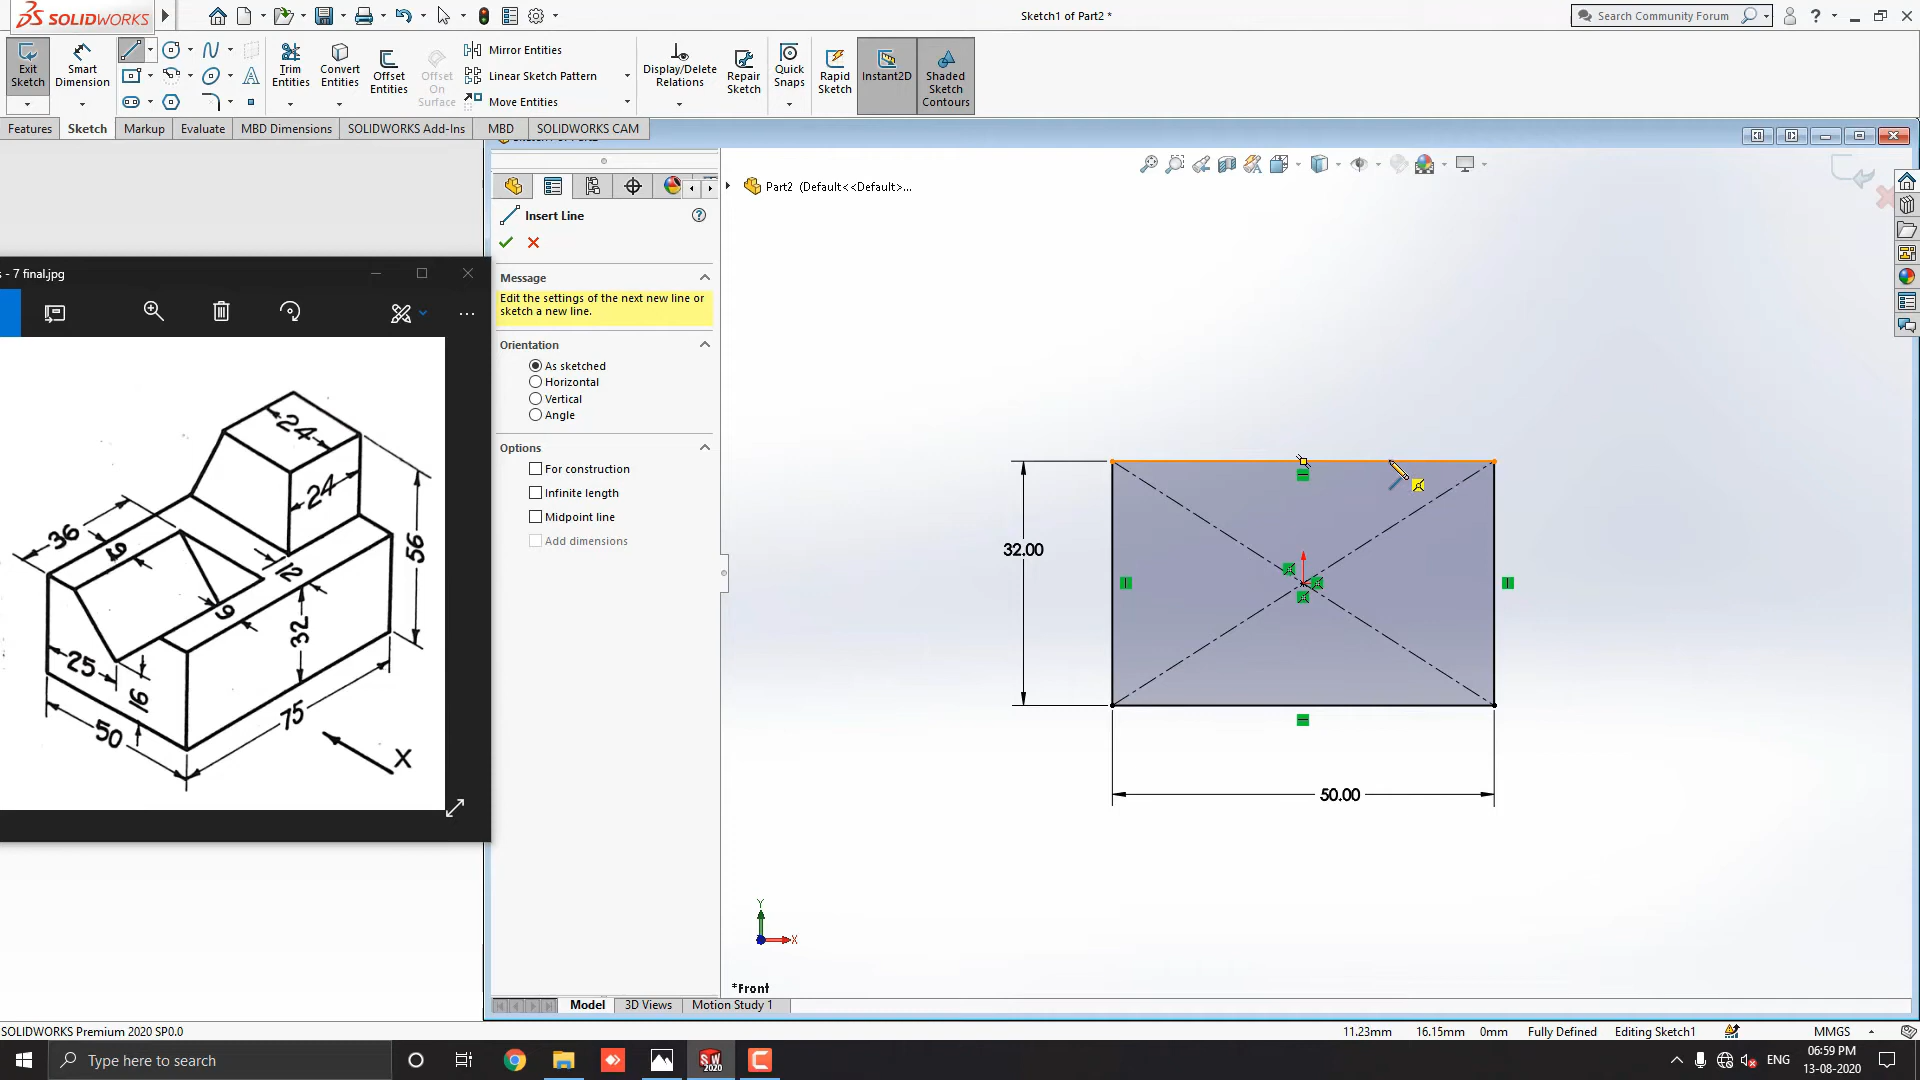 SOLIDWORKS
Sketch1 of Part2 *
Search Community Forum
Exit Sketch
Smart Dimension
Trim Entities
Convert Entities
Offset Entities
Offset On Surface
Mirror Entities
Linear Sketch Pattern
Move Entities
Display/Delete Relations
Repair Sketch
Quick Snaps
Rapid Sketch
Instant2D
Shaded Sketch Contours
Features
Sketch
Markup
Evaluate
MBD Dimensions
SOLIDWORKS Add-Ins
MBD
SOLIDWORKS CAM
Part2 (Default<<Default>...
Insert Line
Message
Edit the settings of the next new line or
sketch a new line.
Orientation
As sketched
Horizontal
Vertical
Angle
Options
For construction
Infinite length
Midpoint line
Add dimensions
s - 7 final.jpg
24
24
36
9
12
56
9
32
25
16
50
75
X
32.00
50.00
Y
X
*Front
Model
3D Views
Motion Study 1
SOLIDWORKS Premium 2020 SP0.0
11.23mm
16.15mm
0mm
Fully Defined
Editing Sketch1
MMGS
Type here to search
SW
2020
ENG
06:59 PM
13-08-2020